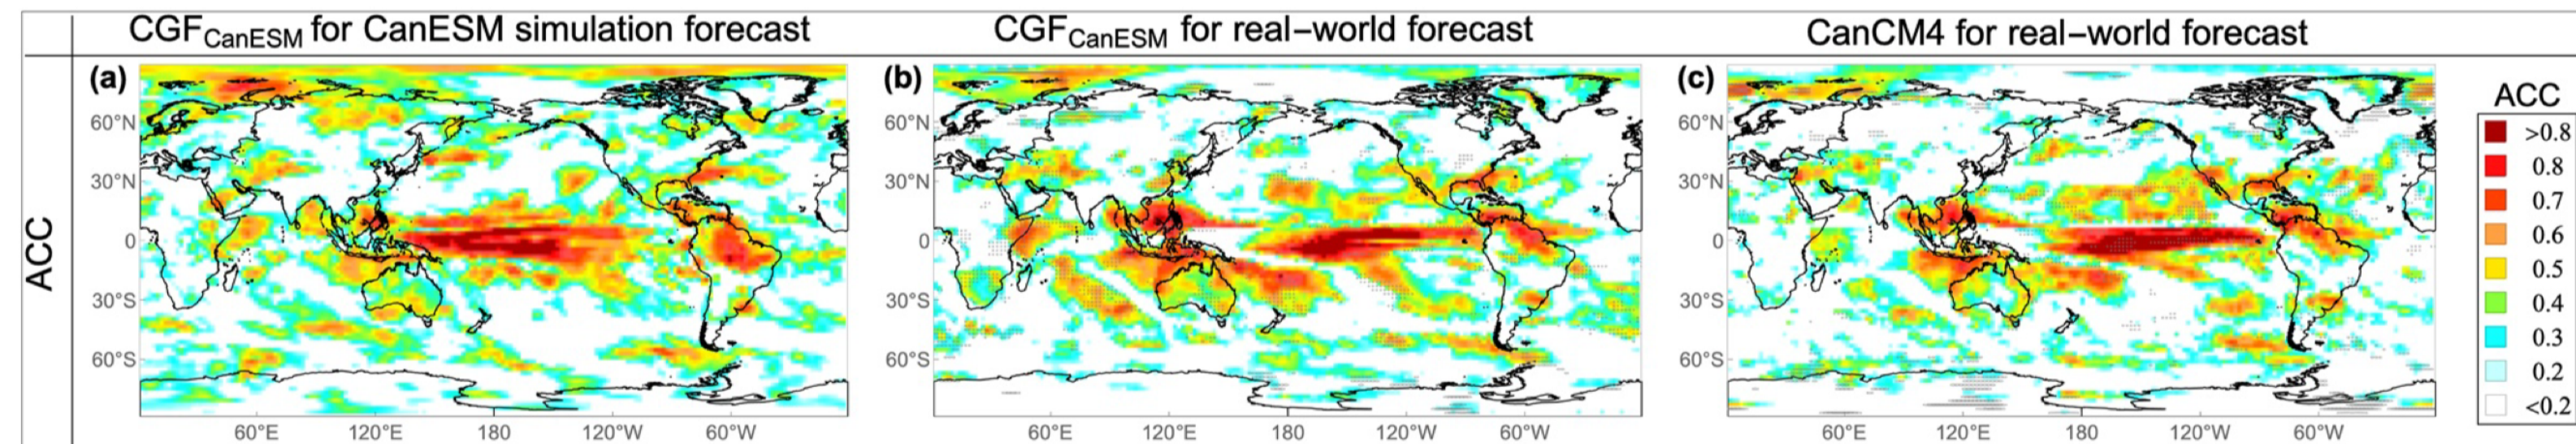 CGFCanESM for CanESM simulation forecast
CGFCanESM for real−world forecast
CanCM4 for real−world forecast
ACC
(a)
60°N
30°N
0
30°S
60°S
60°E 120°E 180 120°W 60°W
(b)
60°N
30°N
0
30°S
60°S
60°E 120°E 180 120°W 60°W
(c)
60°N
30°N
0
30°S
60°S
60°E 120°E 180 120°W 60°W
ACC
>0.8
0.8
0.7
0.6
0.5
0.4
0.3
0.2
<0.2